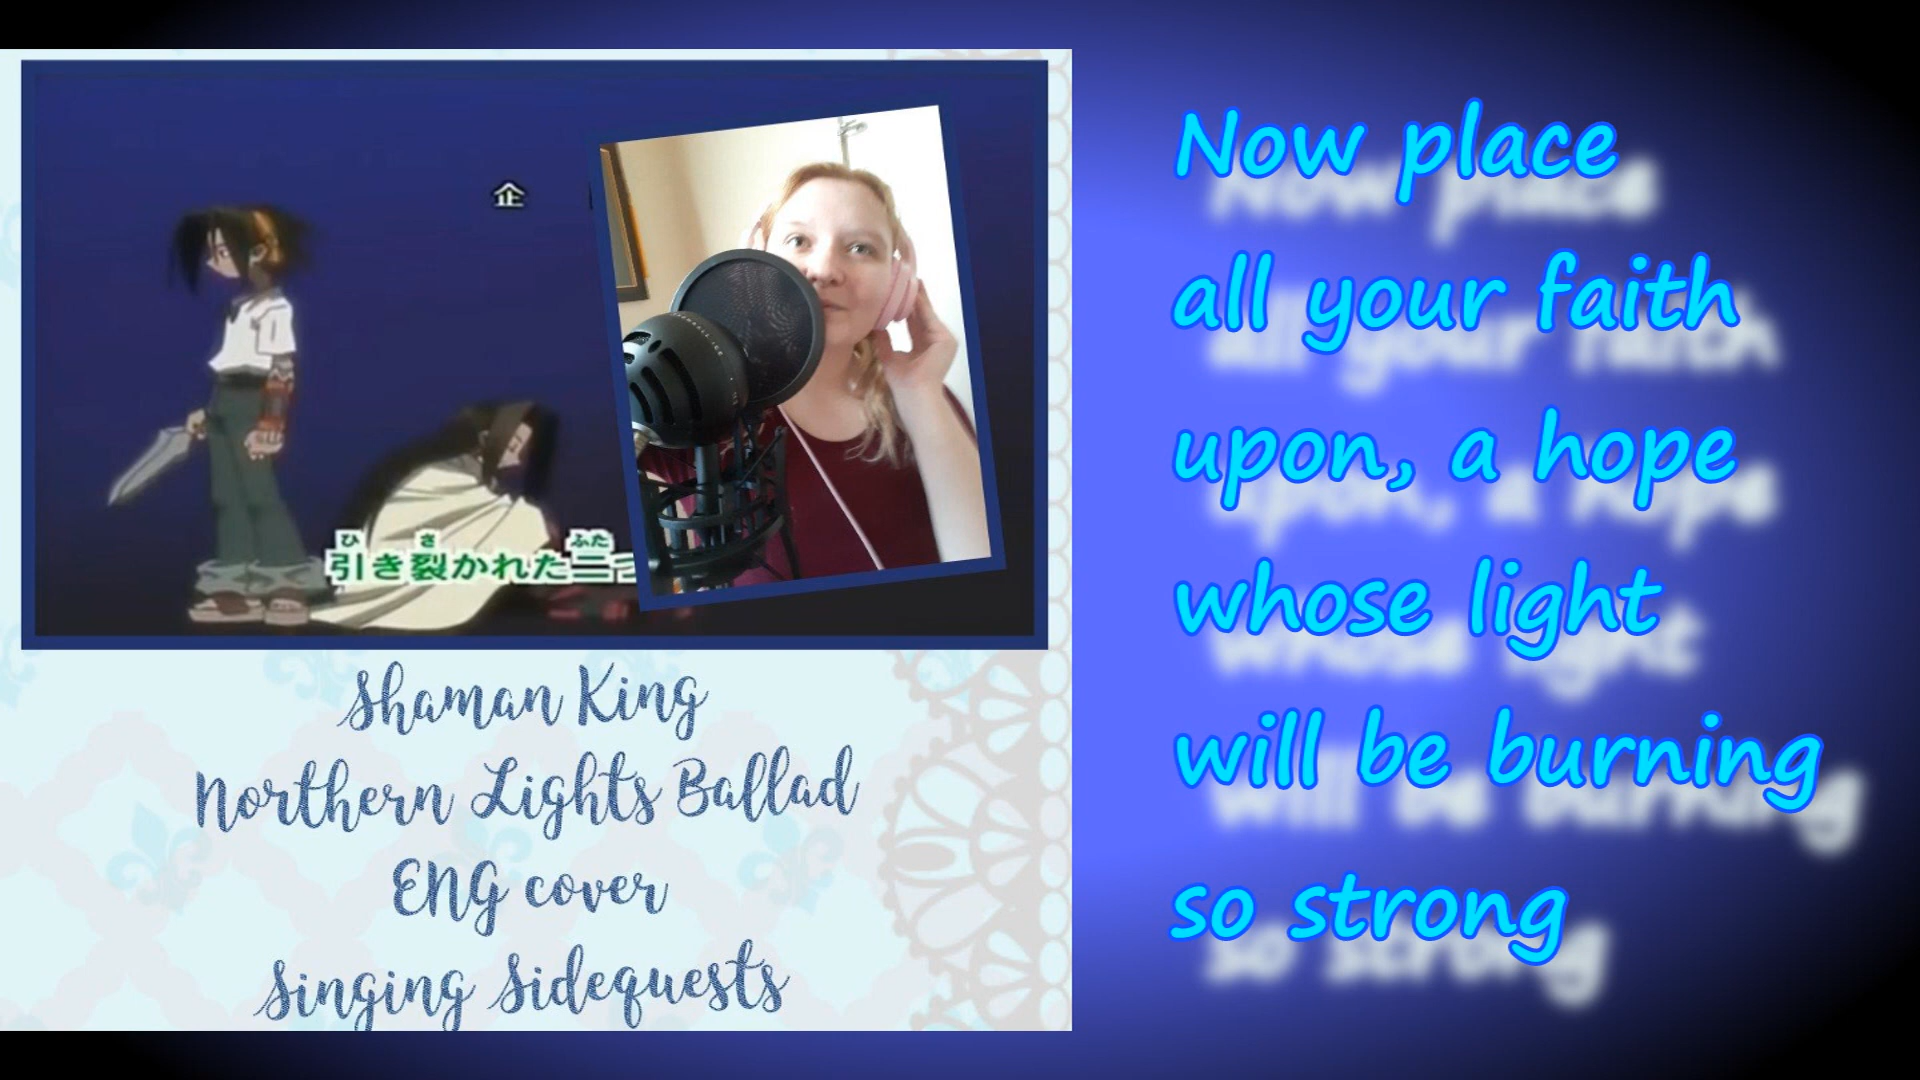 企
ひ さ ふた
引き裂かれた二つ
Shaman King
Northern Lights Ballad
ENG cover
Singing Sidequests
Now place
all your faith
upon, a hope
whose light
will be burning
so strong